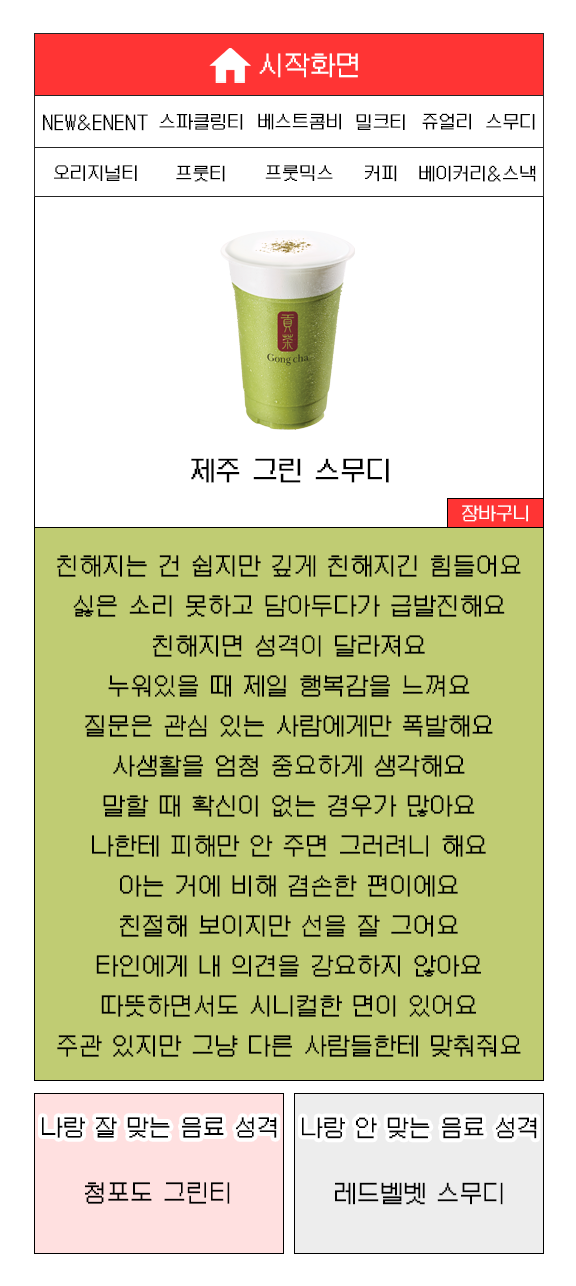 시작화면
NEW&ENENT 스파클링티 베스트콤비 밀크티 쥬얼리 스무디
오리지널티 프룻티 프룻믹스 커피 베이커리&스낵
貢茶
Gong cha
제주 그린 스무디
장바구니
친해지는 건 쉽지만 깊게 친해지긴 힘들어요
싫은 소리 못하고 담아두다가 급발진해요
친해지면 성격이 달라져요
누워있을 때 제일 행복감을 느껴요
질문은 관심 있는 사람에게만 폭발해요
사생활을 엄청 중요하게 생각해요
말할 때 확신이 없는 경우가 많아요
나한테 피해만 안 주면 그러려니 해요
아는 거에 비해 겸손한 편이에요
친절해 보이지만 선을 잘 그어요
타인에게 내 의견을 강요하지 않아요
따뜻하면서도 시니컬한 면이 있어요
주관 있지만 그냥 다른 사람들한테 맞춰줘요
나랑 잘 맞는 음료 성격
청포도 그린티
나랑 안 맞는 음료 성격
레드벨벳 스무디